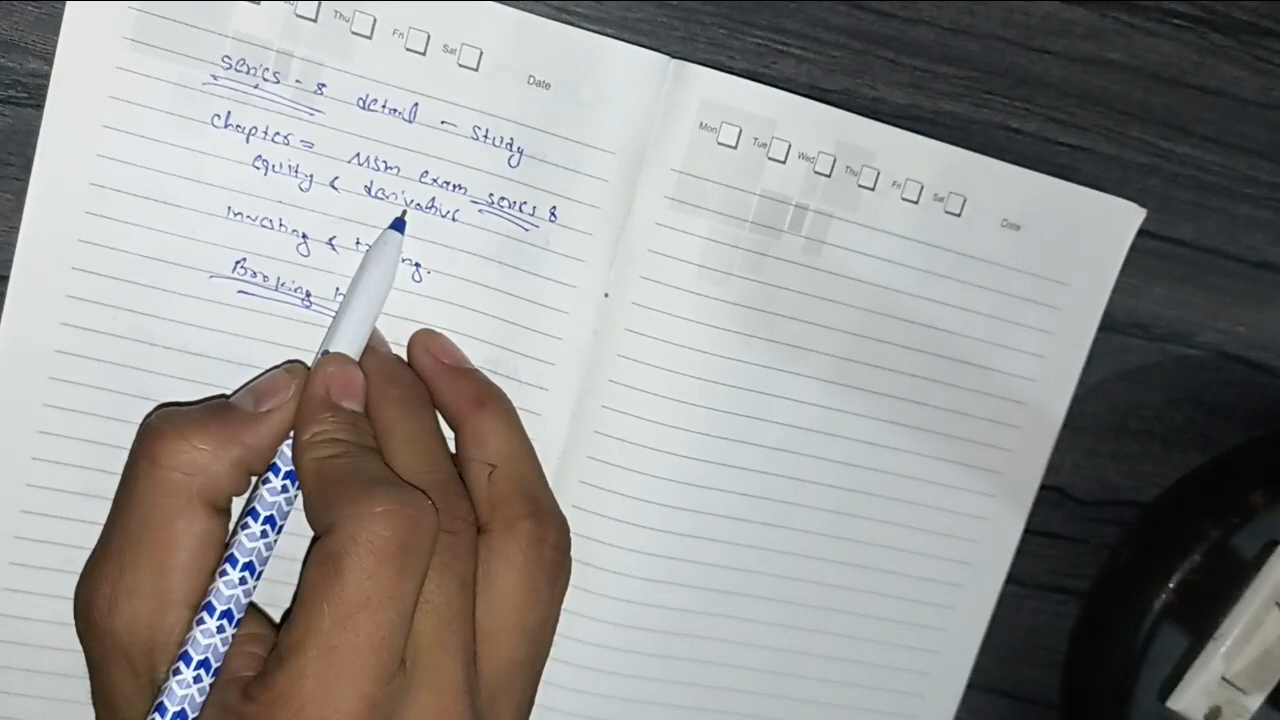 Thu Fri Sat
Date
Series - 8 detail - study
Chapter = NISM exam series 8
equity & derivative
Investing &
Brooking
Mon Tue Wed Thu Fri Sat
Date